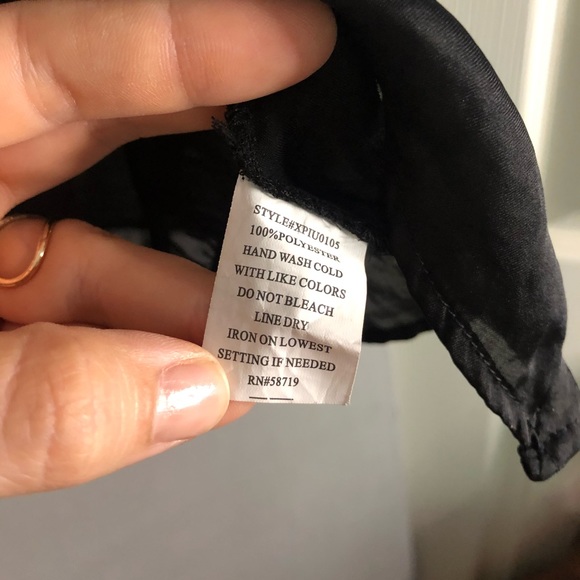 STYLE#XPIU0105
100%POLYESTER
HAND WASH COLD
WITH LIKE COLORS
DO NOT BLEACH
LINE DRY
IRON ON LOWEST
SETTING IF NEEDED
RN#58719